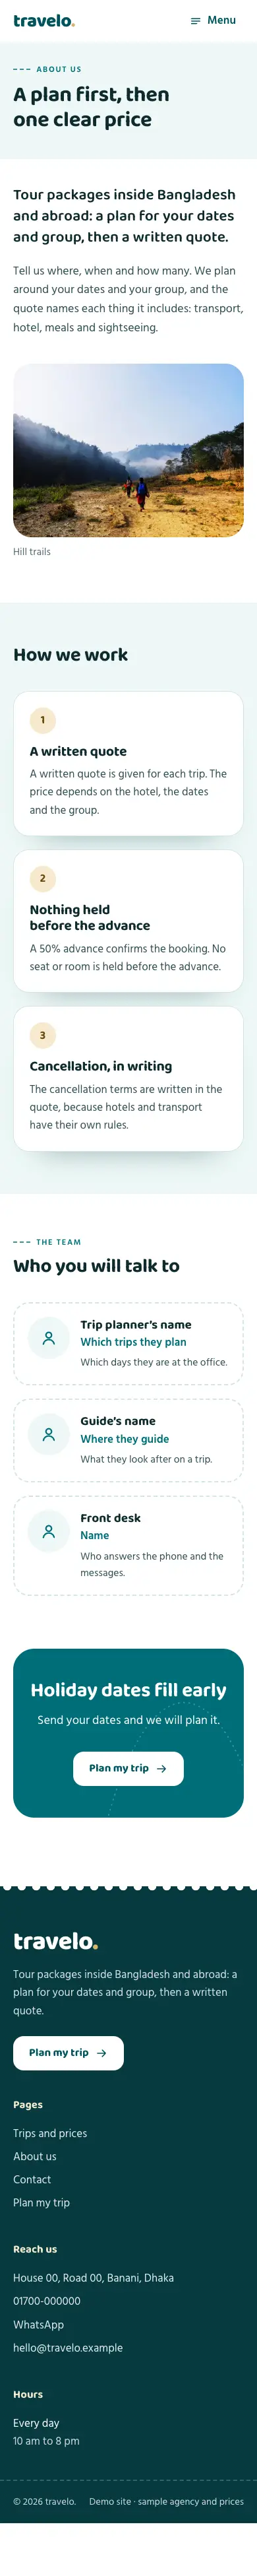 travelo.
Menu
ABOUT US
A plan first, then
one clear price
Tour packages inside Bangladesh
and abroad: a plan for your dates
and group, then a written quote.
Tell us where, when and how many. We plan
around your dates and your group, and the
quote names each thing it includes: transport,
hotel, meals and sightseeing.
Hill trails
How we work
1
A written quote
A written quote is given for each trip. The
price depends on the hotel, the dates
and the group.
2
Nothing held
before the advance
A 50% advance confirms the booking. No
seat or room is held before the advance.
3
Cancellation, in writing
The cancellation terms are written in the
quote, because hotels and transport
have their own rules.
THE TEAM
Who you will talk to
Trip planner's name
Which trips they plan
Which days they are at the office.
Guide's name
Where they guide
What they look after on a trip.
Front desk
Name
Who answers the phone and the
messages.
Holiday dates fill early
Send your dates and we will plan it.
Plan my trip
travelo.
Tour packages inside Bangladesh and abroad: a
plan for your dates and group, then a written
quote.
Plan my trip
Pages
Trips and prices
About us
Contact
Plan my trip
Reach us
House 00, Road 00, Banani, Dhaka
01700-000000
WhatsApp
hello@travelo.example
Hours
Every day
10 am to 8 pm
© 2026 travelo. Demo site · sample agency and prices